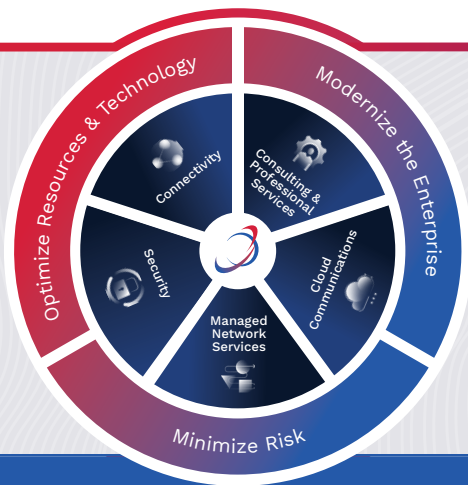 Optimize Resources & Technology
Modernize the Enterprise
Minimize Risk
Connectivity
Consulting &
Professional
Services
Cloud
Communications
Managed
Network
Services
Security